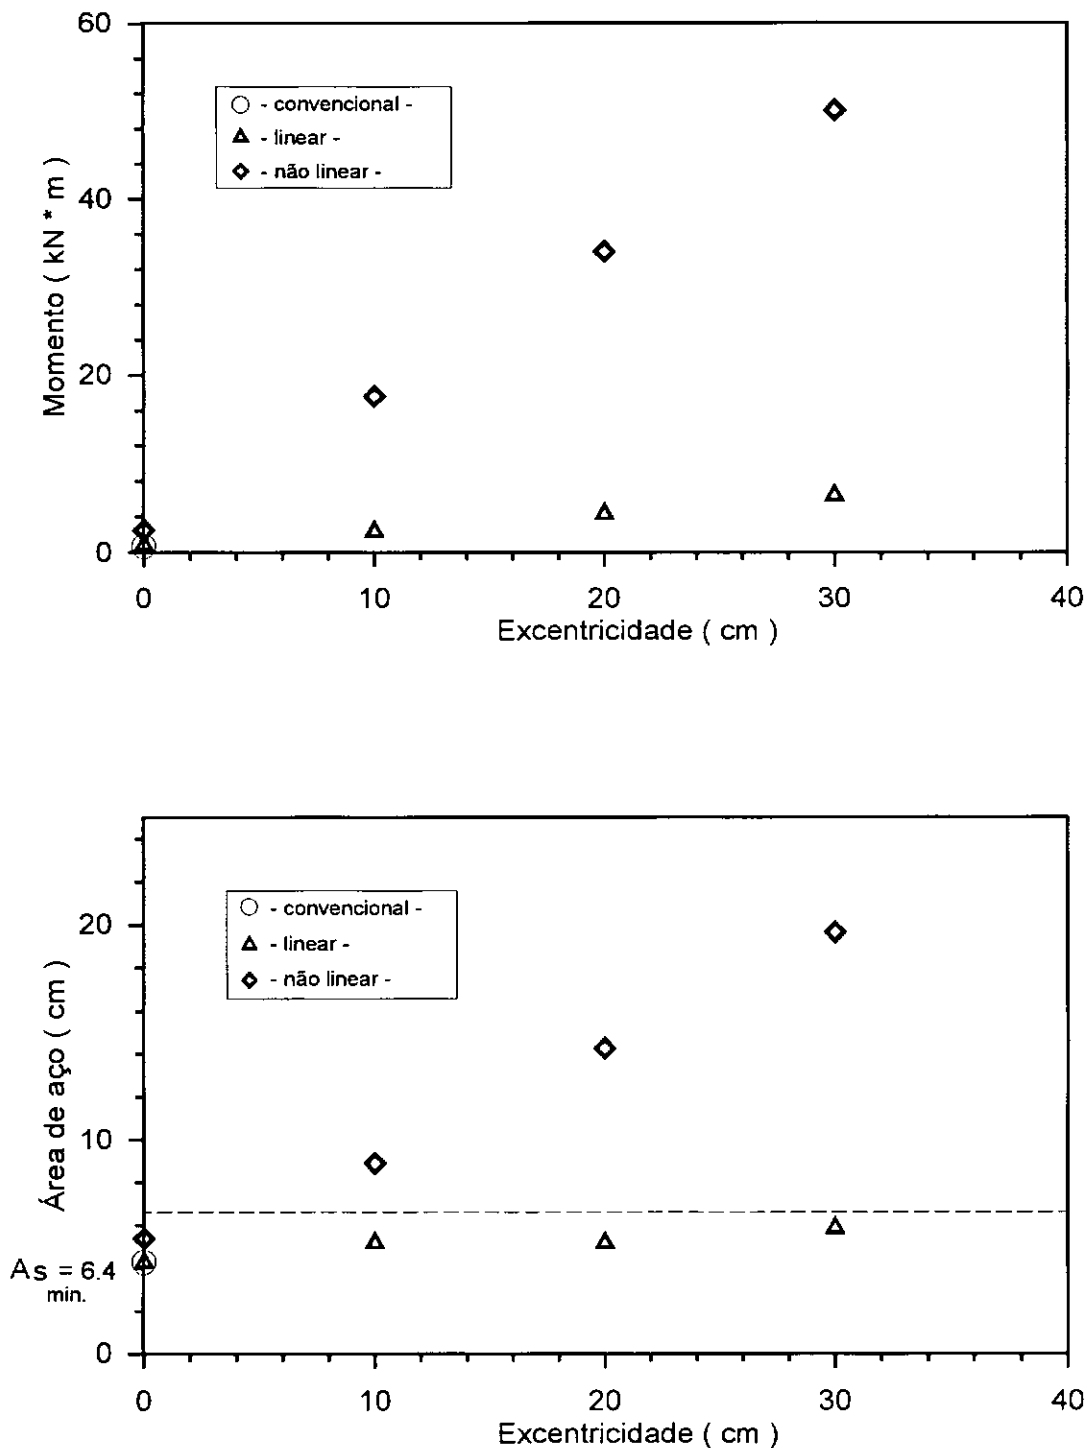 60
- convencional -
- linear -
- não linear -
40
20
0
Momento ( kN * m )
0 10 20 30 40
Excentricidade ( cm )
- convencional -
- linear -
- não linear -
20
10
As = 6.4
min.
0
Área de aço ( cm )
0 10 20 30 40
Excentricidade ( cm )